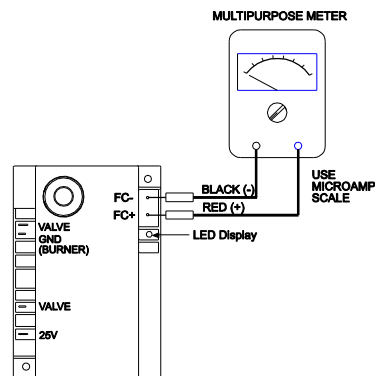 MULTIPURPOSE METER
USE
MICROAMP
SCALE
BLACK (-)
FC-
RED (+)
FC+
LED Display
VALVE
GND
(BURNER)
VALVE
25V